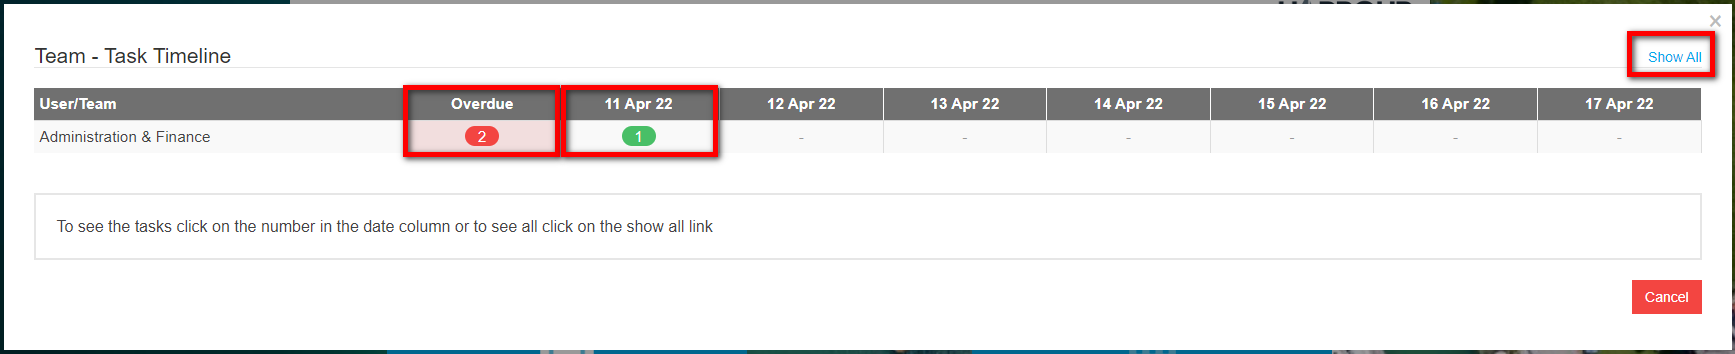 ×
Team - Task Timeline
Show All
User/Team Overdue 11 Apr 22 12 Apr 22 13 Apr 22 14 Apr 22 15 Apr 22 16 Apr 22 17 Apr 22
Administration & Finance 2 1 - - - - - -
To see the tasks click on the number in the date column or to see all click on the show all link
Cancel